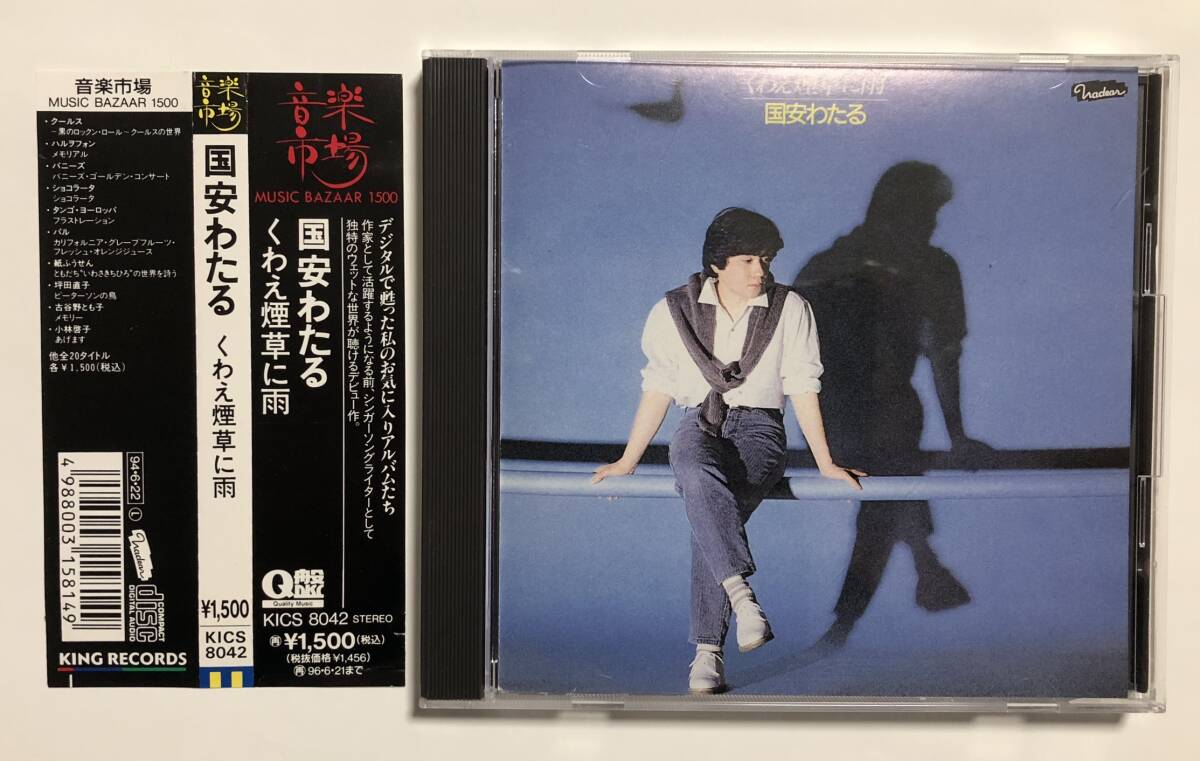 音楽市場
MUSIC BAZAAR 1500
・クールス
－黒のロックン・ロール～クールスの世界
・ハルヲフォン
メモリアル
・バニーズ
バニーズ・ゴールデン・コンサート
・ショコラータ
ショコラータ
・タンゴ・ヨーロッパ
フラストレーション
・パル
カリフォルニア・グレープフルーツ・
フレッシュ・オレンジジュース
・紙ふうせん
ともだち"いわさきちひろ"の世界を詩う
・坪田直子
ピーターソンの鳥
・古谷野とも子
メモリー
・小林啓子
あげます
他全20タイトル
各¥1,500(税込)
94・6・22 Ⓛ
4 988003 158149
Nradear
COMPACT
disc
DIGITAL AUDIO
KING RECORDS
音楽市場
国安わたる くわえ煙草に雨
¥1,500
KICS
8042
音楽市場
MUSIC BAZAAR 1500
デジタルで甦った私のお気に入りアルバムたち
作家として活躍するようになる前、シンガーソングライターとして
独特のウェットな世界が聴けるデビュー作。
国安わたる
くわえ煙草に雨
Q盤
Quality Music
KICS 8042 STEREO
㊢¥1,500(税込)
(税抜価格¥1,456)
㊢96・6・21まで
わえ煙草に雨
国安わたる
Nradear